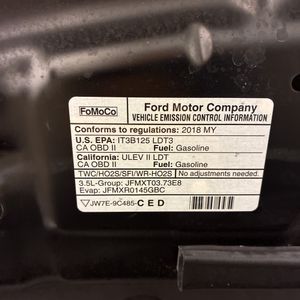 FoMoCo
Ford Motor Company
VEHICLE EMISSION CONTROL INFORMATION
Conforms to regulations: 2018 MY
U.S. EPA: IT3B125 LDT3
CA OBD II Fuel: Gasoline
California: ULEV II LDT
CA OBD II Fuel: Gasoline
TWC/HO2S/SFI/WR-HO2S No adjustments needed.
3.5L-Group: JFMXT03.73E8
Evap: JFMXR0145GBC
JW7E-9C485- C E D